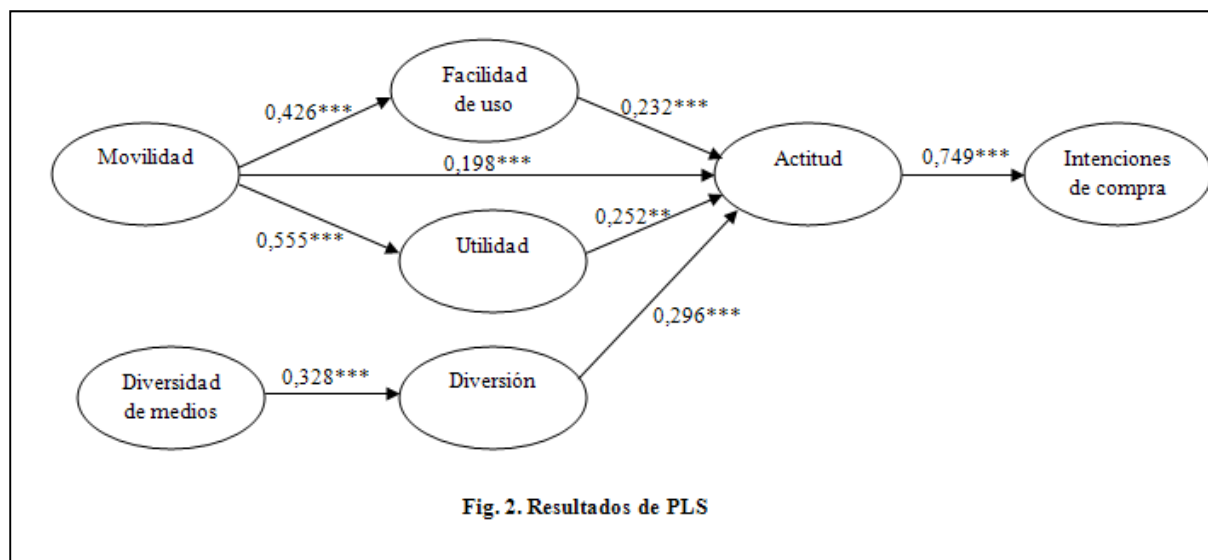 Facilidad
de uso
0,426***
0,232***
Movilidad
0,198***
Actitud
0,749***
Intenciones
de compra
0,555***
Utilidad
0,252**
0,296***
Diversidad
de medios
0,328***
Diversión
Fig. 2. Resultados de PLS